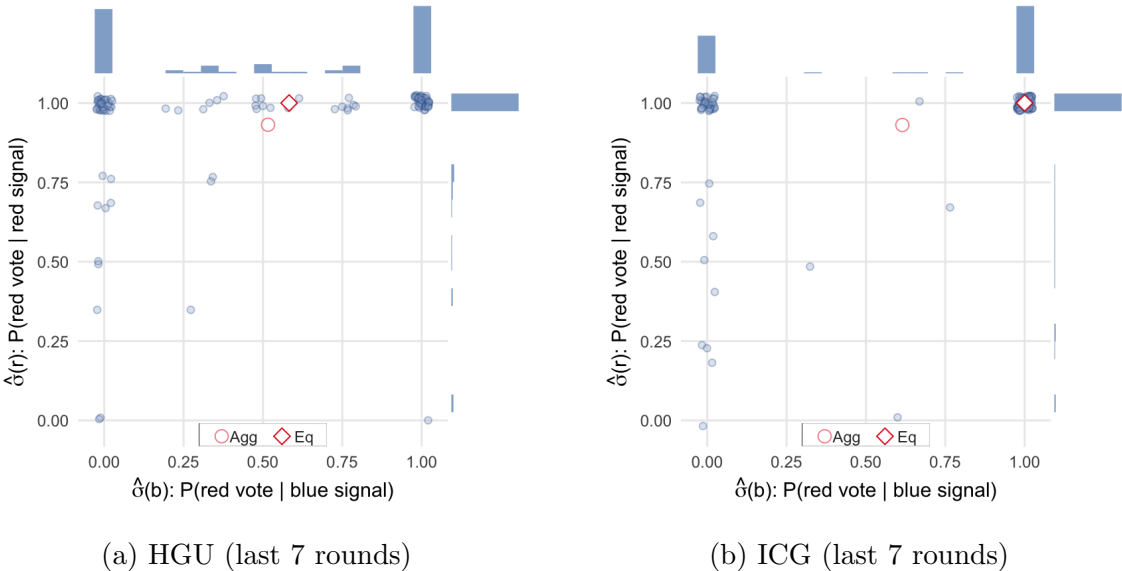 1.00
0.75
0.50
0.25
0.00
σ̂(r): P(red vote | red signal)
Agg Eq
0.00 0.25 0.50 0.75 1.00
σ̂(b): P(red vote | blue signal)
(a) HGU (last 7 rounds)
1.00
0.75
0.50
0.25
0.00
σ̂(r): P(red vote | red signal)
Agg Eq
0.00 0.25 0.50 0.75 1.00
σ̂(b): P(red vote | blue signal)
(b) ICG (last 7 rounds)